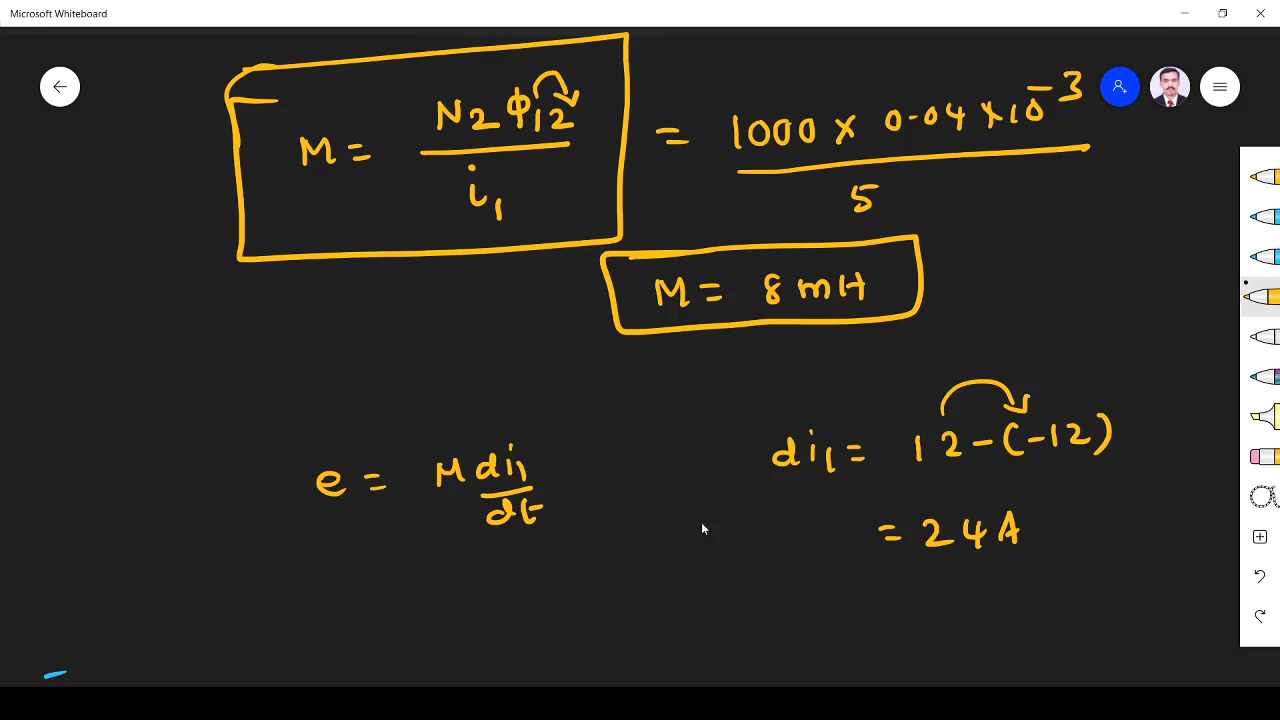 Microsoft Whiteboard
M = N2 Φ12 / i1 = 1000 × 0.04 × 10^-3 / 5
M = 8 mH
e = M di1 / dt
di1 = 12 - (-12)
= 24 A